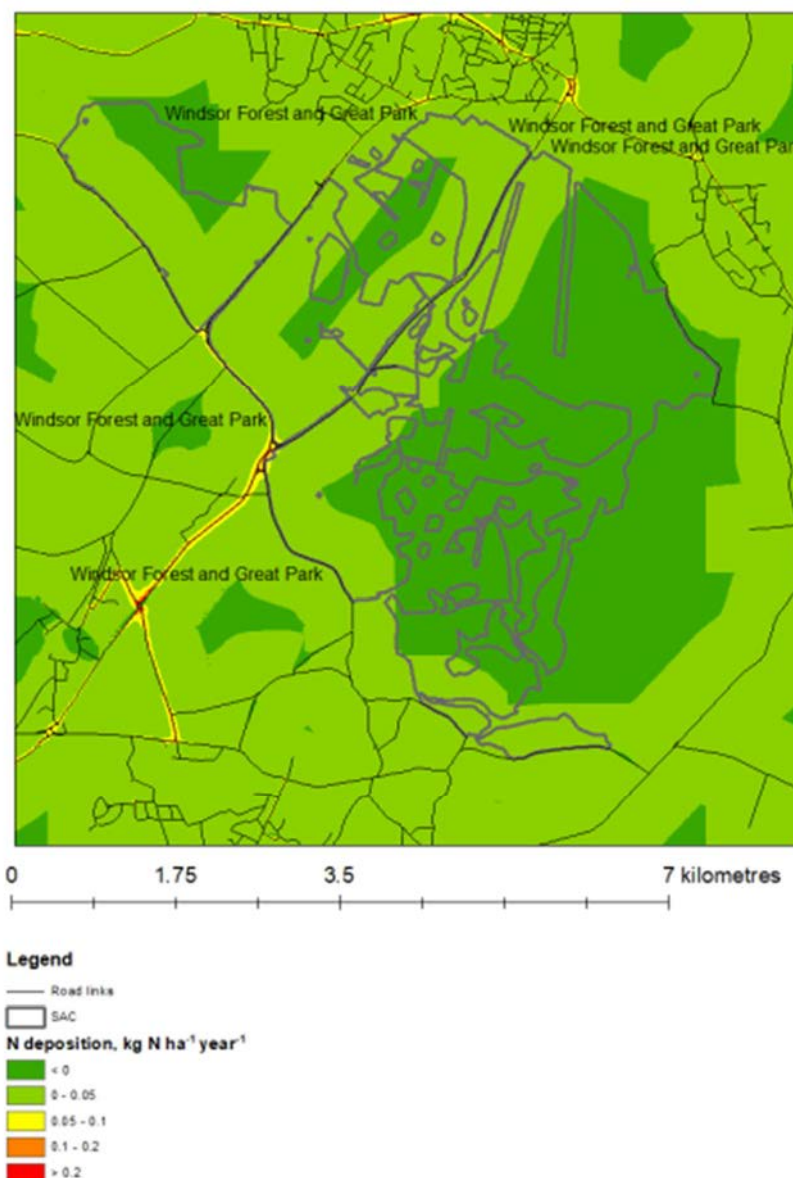 Windsor Forest and Great Park
Windsor Forest and Great Park
Windsor Forest and Great Par
Windsor Forest and Great Park
Windsor Forest and Great Park
0 1.75 3.5 7 kilometres
Legend
Road links
SAC
N deposition, kg N ha⁻¹ year⁻¹
< 0
0 - 0.05
0.05 - 0.1
0.1 - 0.2
> 0.2